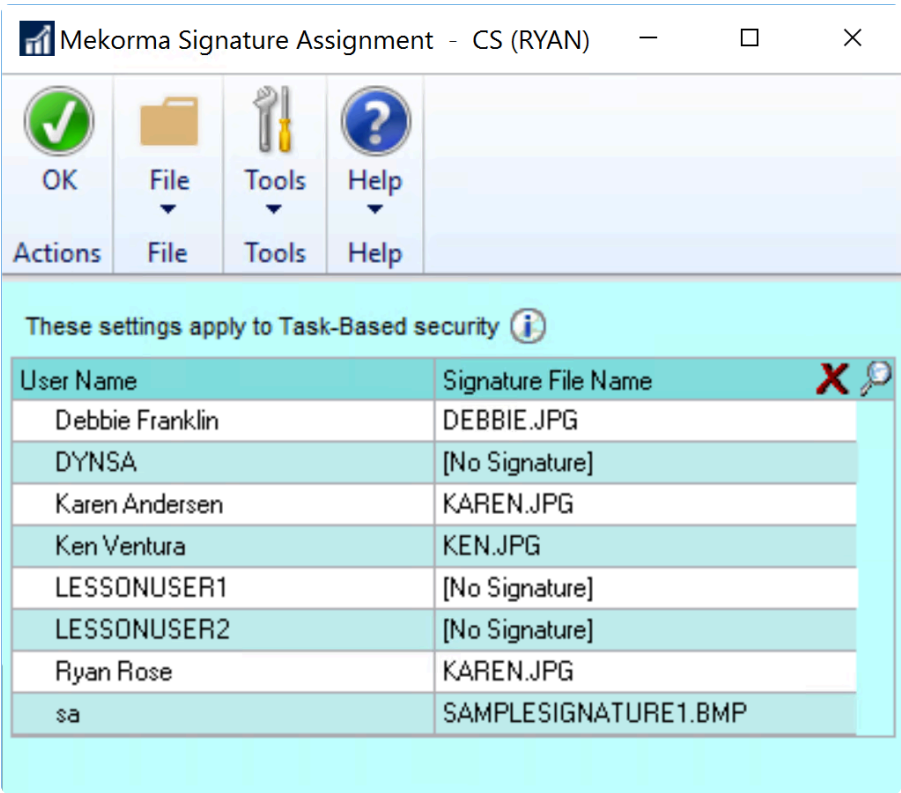 Mekorma Signature Assignment - CS (RYAN)
OK File Tools Help
Actions File Tools Help
These settings apply to Task-Based security
User Name Signature File Name
Debbie Franklin DEBBIE.JPG
DYNSA [No Signature]
Karen Andersen KAREN.JPG
Ken Ventura KEN.JPG
LESSONUSER1 [No Signature]
LESSONUSER2 [No Signature]
Ryan Rose KAREN.JPG
sa SAMPLESIGNATURE1.BMP